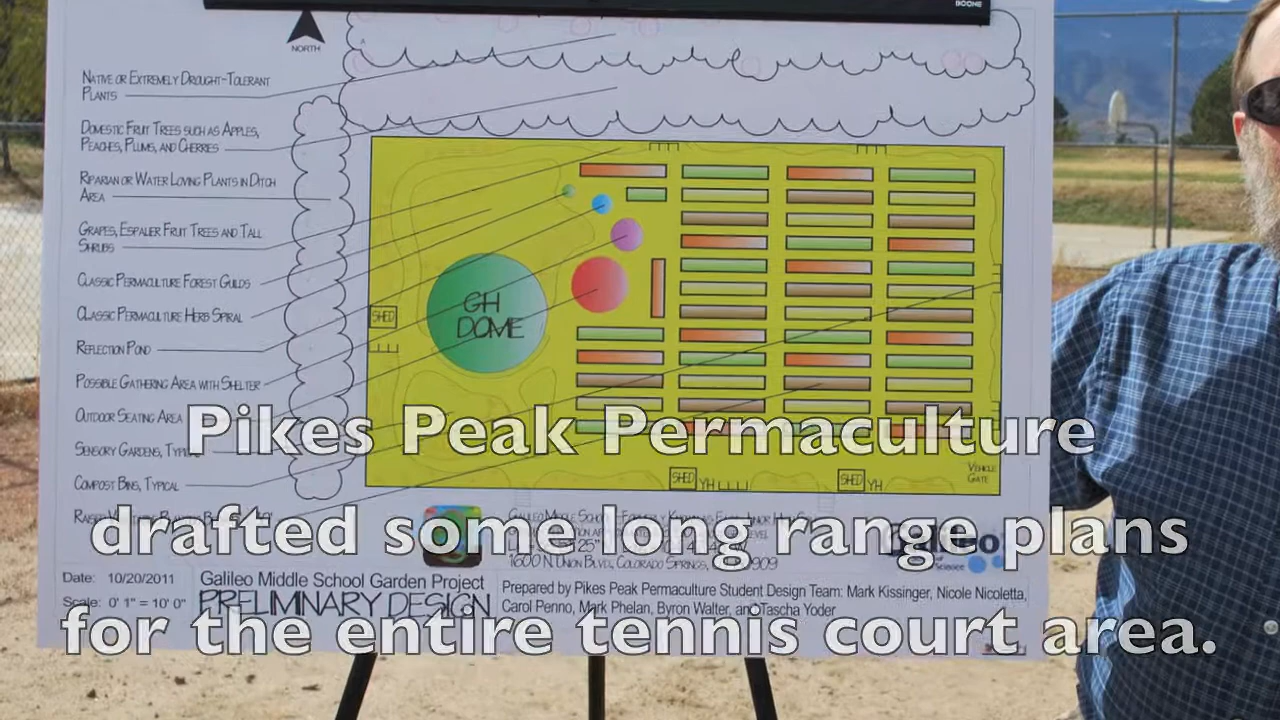 BOONE
NORTH
NATIVE OR EXTREMELY DROUGHT-TOLERANT
PLANTS
DOMESTIC FRUIT TREES SUCH AS APPLES,
PEACHES, PLUMS, AND CHERRIES
RIPARIAN OR WATER LOVING PLANTS IN DITCH
AREA
GRAPES, ESPALIER FRUIT TREES AND TALL
SHRUBS
CLASSIC PERMACULTURE FOREST GUILDS
CLASSIC PERMACULTURE HERB SPIRAL
REFLECTION POND
POSSIBLE GATHERING AREA WITH SHELTER
OUTDOOR SEATING AREA
SENSORY GARDENS,
COMPOST BINS, TYPICAL
SHED
GH
DOME
SHED
YH
SHED
YH
VEHICLE
GATE
Pikes Peak Permaculture
drafted some long range plans
for the entire tennis court area.
GALILEO MIDDLE SCHOOL
1600 N UNION BLVD., COLORADO SPRINGS,
Galileo
Science
Date: 10/20/2011
Scale: 0' 1" = 10' 0"
Galileo Middle School Garden Project
PRELIMINARY DESIGN
Prepared by Pikes Peak Permaculture Student Design Team: Mark Kissinger, Nicole Nicoletta,
Carol Penno, Mark Phelan, Byron Walter, and Tascha Yoder